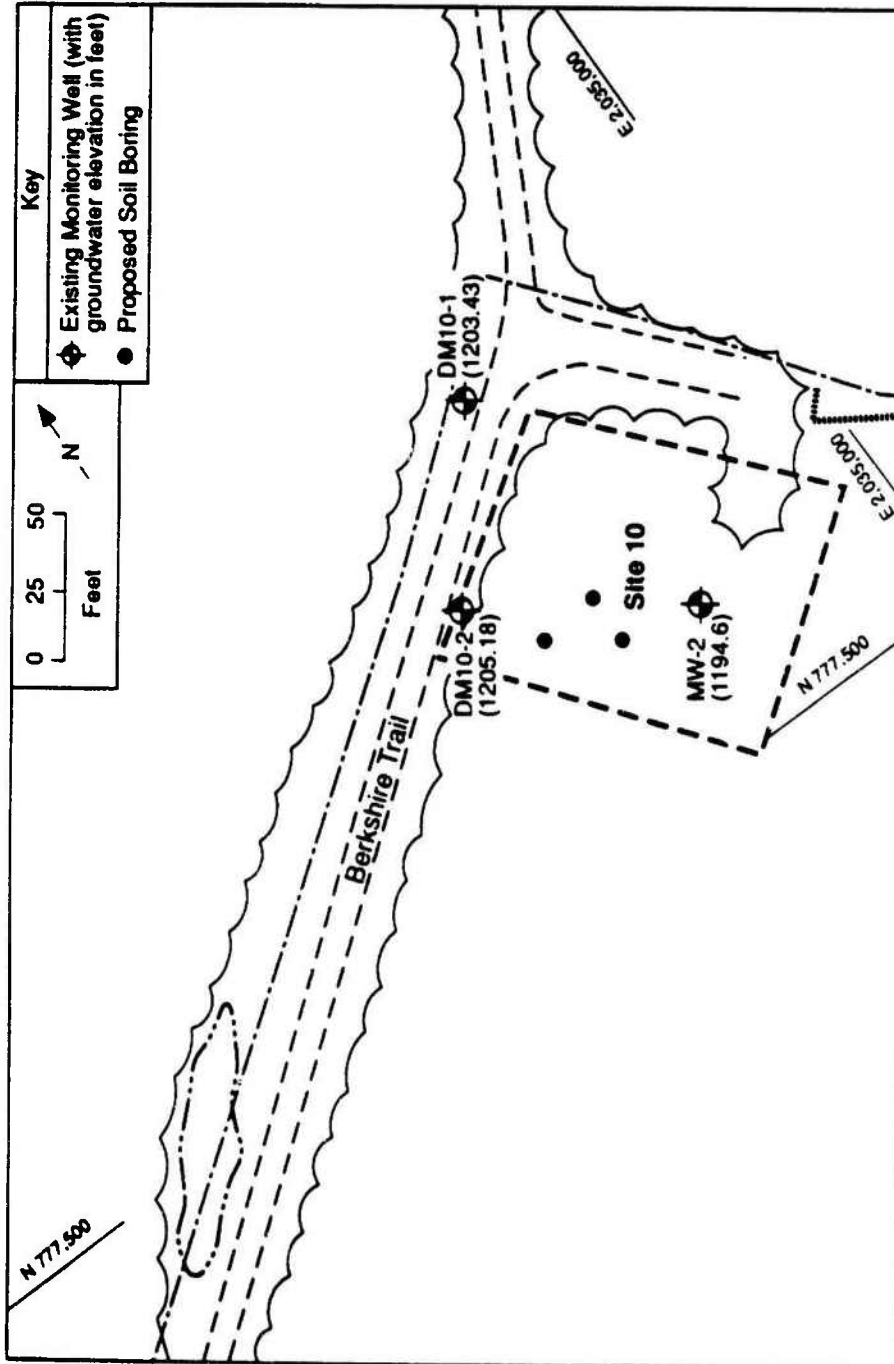 Key
Existing Monitoring Well (with
groundwater elevation in feet)
Proposed Soil Boring
0 25 50
Feet
N
N 777,500
E 2,035,000
Berkshire Trail
DM10-1
(1203.43)
DM10-2
(1205.18)
Site 10
MW-2
(1194.6)
N 777,500
E 2,035,000